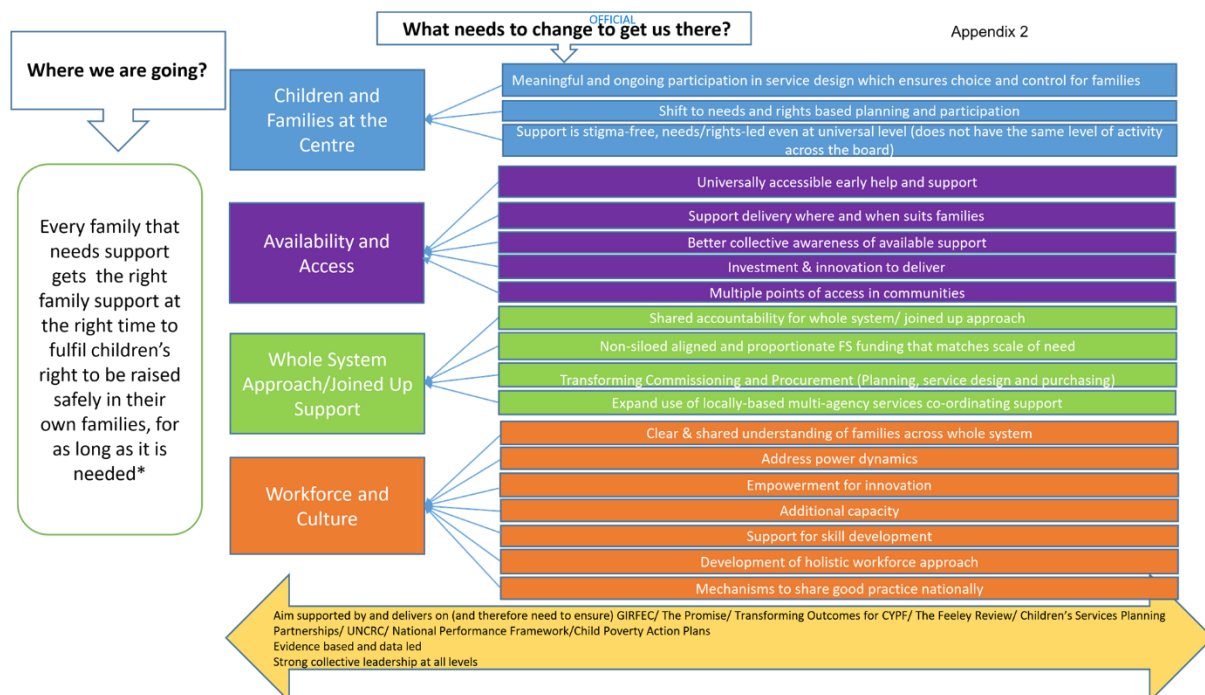 OFFICIAL
What needs to change to get us there?
Appendix 2
Where we are going?
Every family that
needs support
gets the right
family support at
the right time to
fulfil children's
right to be raised
safely in their
own families, for
as long as it is
needed*
Children and
Families at the
Centre
Meaningful and ongoing participation in service design which ensures choice and control for families
Shift to needs and rights based planning and participation
Support is stigma-free, needs/rights-led even at universal level (does not have the same level of activity
across the board)
Availability and
Access
Universally accessible early help and support
Support delivery where and when suits families
Better collective awareness of available support
Investment & innovation to deliver
Multiple points of access in communities
Whole System
Approach/Joined Up
Support
Shared accountability for whole system/ joined up approach
Non-siloed aligned and proportionate FS funding that matches scale of need
Transforming Commissioning and Procurement (Planning, service design and purchasing)
Expand use of locally-based multi-agency services co-ordinating support
Workforce and
Culture
Clear & shared understanding of families across whole system
Address power dynamics
Empowerment for innovation
Additional capacity
Support for skill development
Development of holistic workforce approach
Mechanisms to share good practice nationally
Aim supported by and delivers on (and therefore need to ensure) GIRFEC/ The Promise/ Transforming Outcomes for CYPF/ The Feeley Review/ Children's Services Planning
Partnerships/ UNCRC/ National Performance Framework/Child Poverty Action Plans
Evidence based and data led
Strong collective leadership at all levels